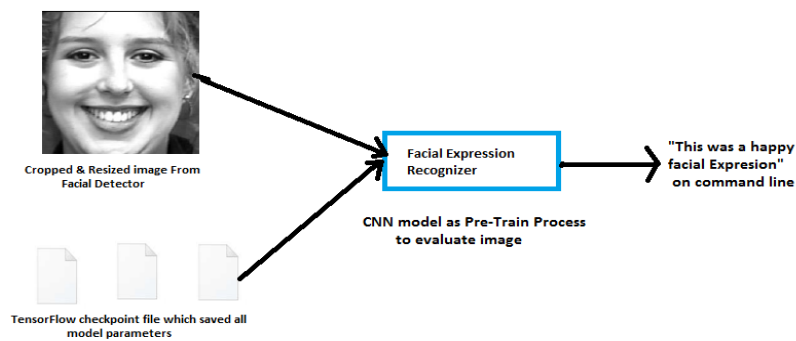 Cropped & Resized image From
Facial Detector
Facial Expression
Recognizer
"This was a happy
facial Expresion"
on command line
CNN model as Pre-Train Process
to evaluate image
TensorFlow checkpoint file which saved all
model parameters